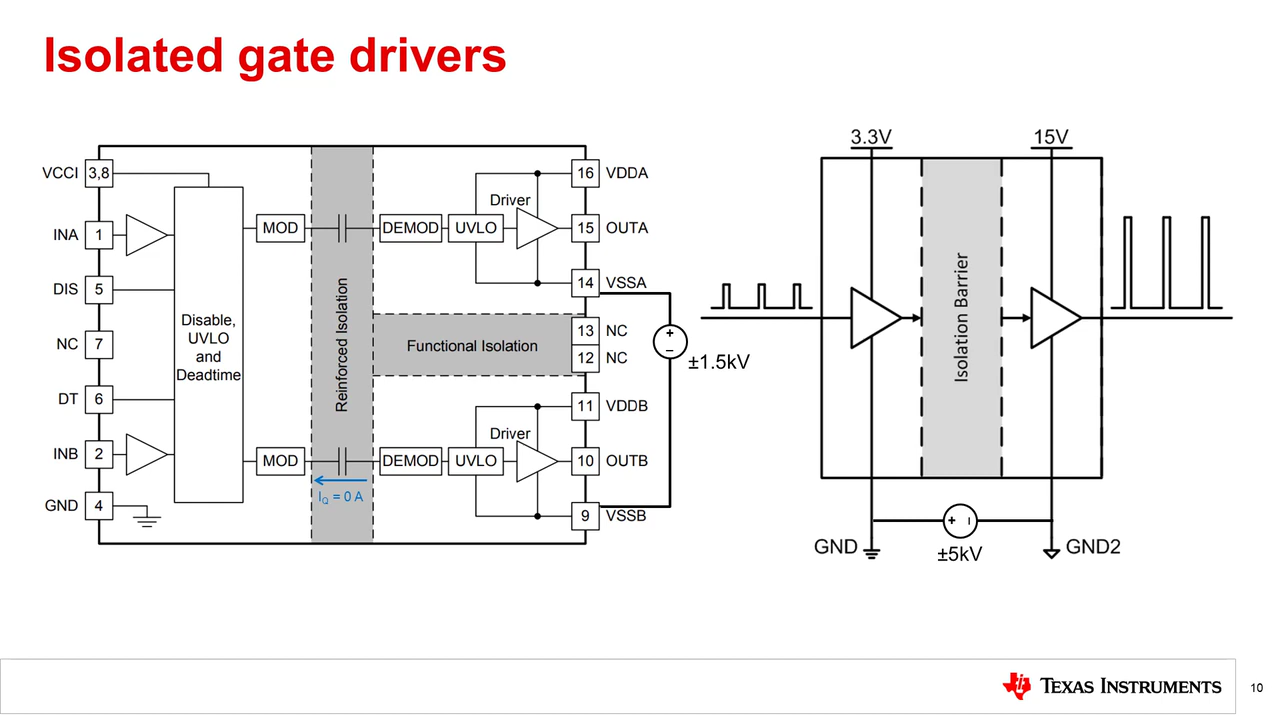 Isolated gate drivers
VCCI 3,8
INA 1
DIS 5
NC 7
DT 6
INB 2
GND 4
Disable,
UVLO
and
Deadtime
MOD
MOD
Reinforced Isolation
I_Q = 0 A
DEMOD
UVLO
Driver
Functional Isolation
DEMOD
UVLO
Driver
16 VDDA
15 OUTA
14 VSSA
13 NC
12 NC
11 VDDB
10 OUTB
9 VSSB
+
–
±1.5kV
3.3V
15V
Isolation Barrier
+ –
GND
±5kV
GND2
TEXAS INSTRUMENTS
10